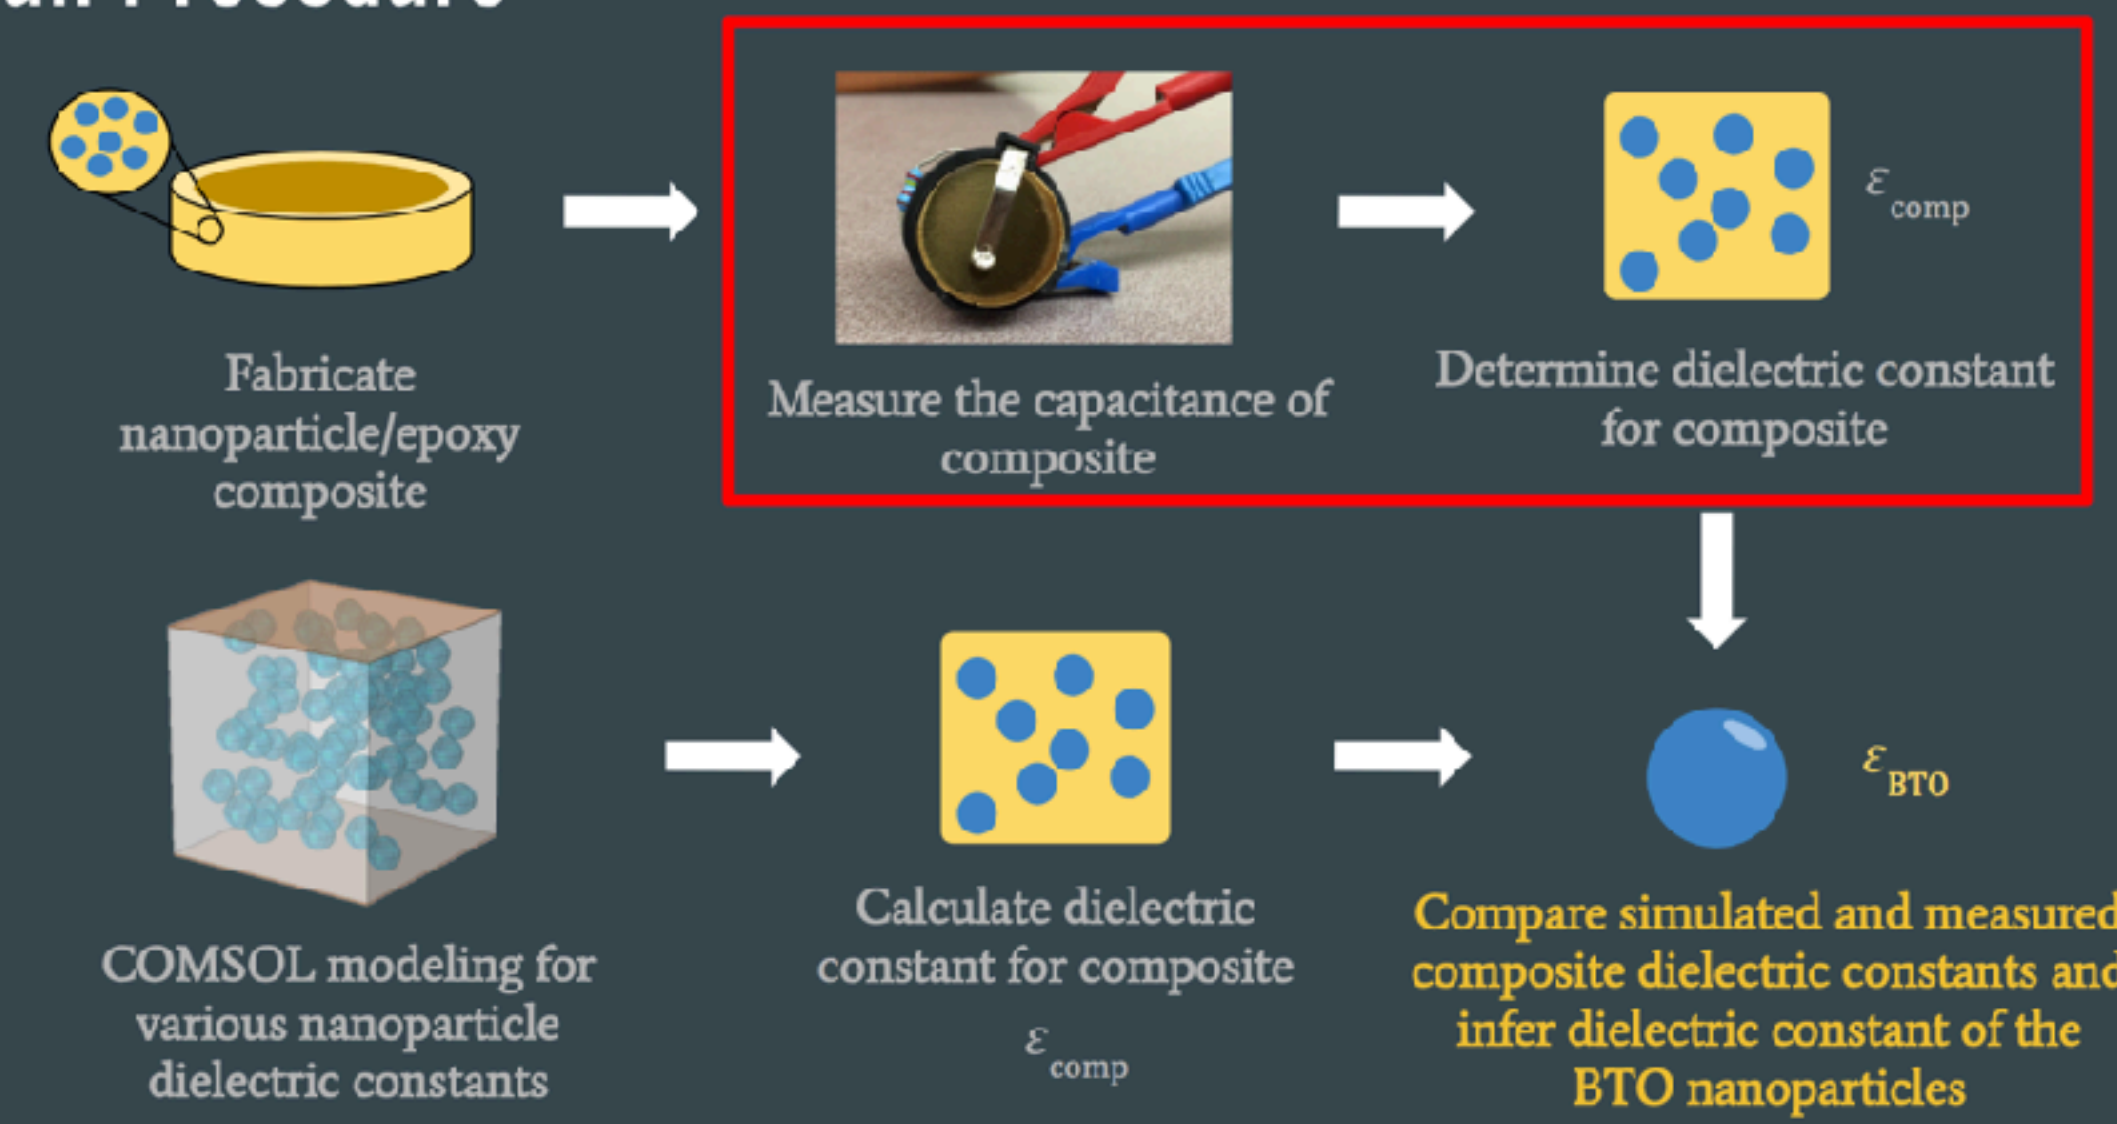 Procedure
Fabricate
nanoparticle/epoxy
composite
Measure the capacitance of
composite
Determine dielectric constant
for composite
ε comp
COMSOL modeling for
various nanoparticle
dielectric constants
Calculate dielectric
constant for composite
ε comp
ε BTO
Compare simulated and measured
composite dielectric constants and
infer dielectric constant of the
BTO nanoparticles